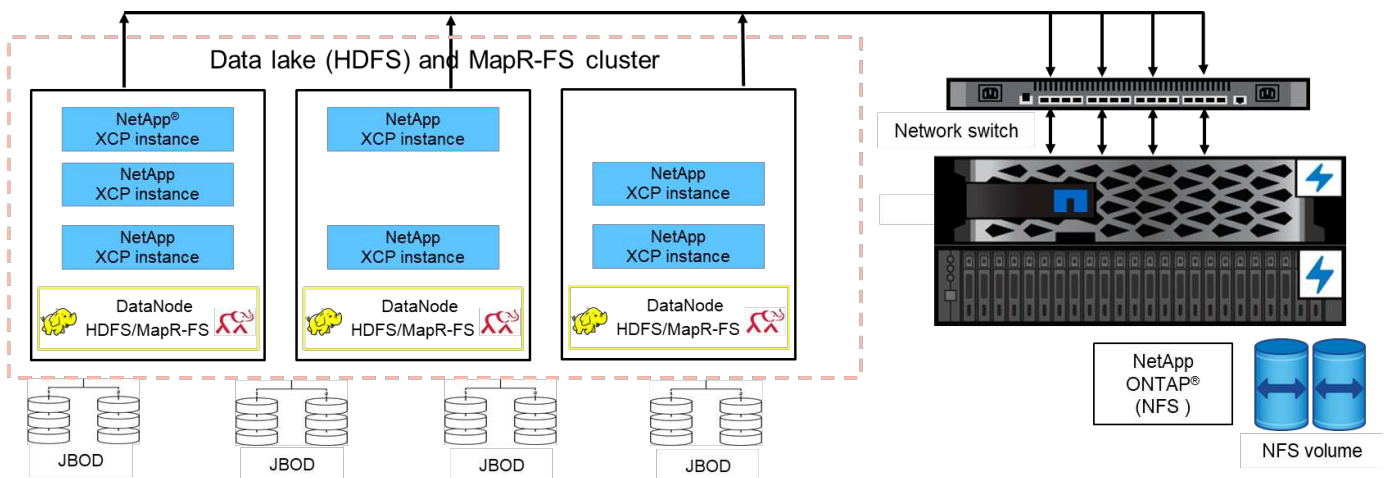 Data lake (HDFS) and MapR-FS cluster
NetApp®
XCP instance
NetApp
XCP instance
NetApp
XCP instance
DataNode
HDFS/MapR-FS
NetApp
XCP instance
NetApp
XCP instance
DataNode
HDFS/MapR-FS
NetApp
XCP instance
NetApp
XCP instance
DataNode
HDFS/MapR-FS
JBOD
JBOD
JBOD
JBOD
Network switch
NetApp
ONTAP®
(NFS )
NFS volume